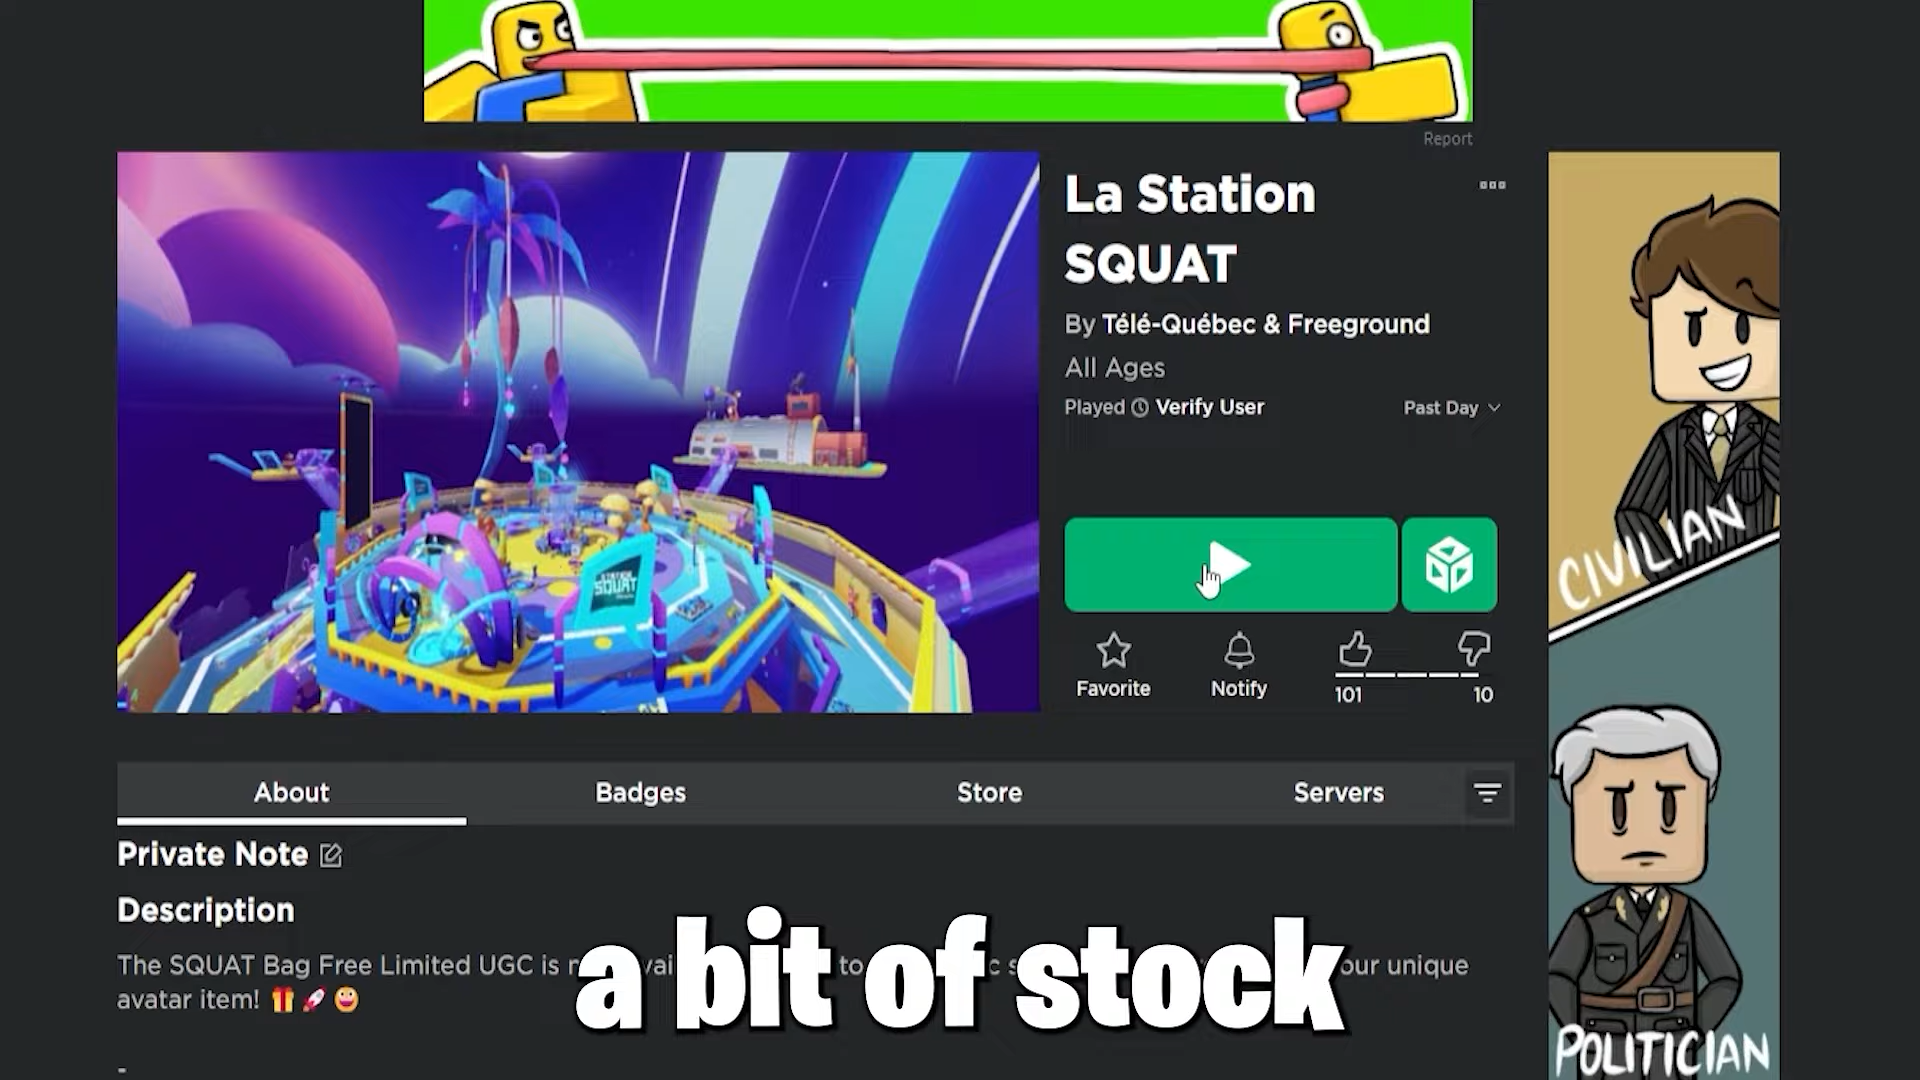 Report
La Station
SQUAT
By Télé-Québec & Freeground
All Ages
Played Verify User
Past Day
Favorite
Notify
101
10
SQUAT
CIVILIAN
POLITICIAN
About
Badges
Store
Servers
Private Note
Description
The SQUAT Bag Free Limited UGC is our unique
avatar item! 🎁🚀😀
-
a bit of stock